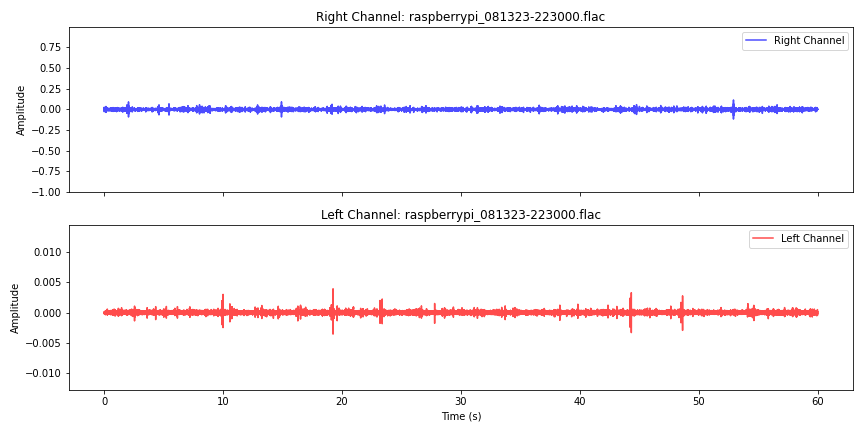 Right Channel: raspberrypi_081323-223000.flac
Right Channel
Amplitude
0.75
0.50
0.25
0.00
−0.25
−0.50
−0.75
−1.00
Left Channel: raspberrypi_081323-223000.flac
Left Channel
Amplitude
0.010
0.005
0.000
−0.005
−0.010
0 10 20 30 40 50 60
Time (s)